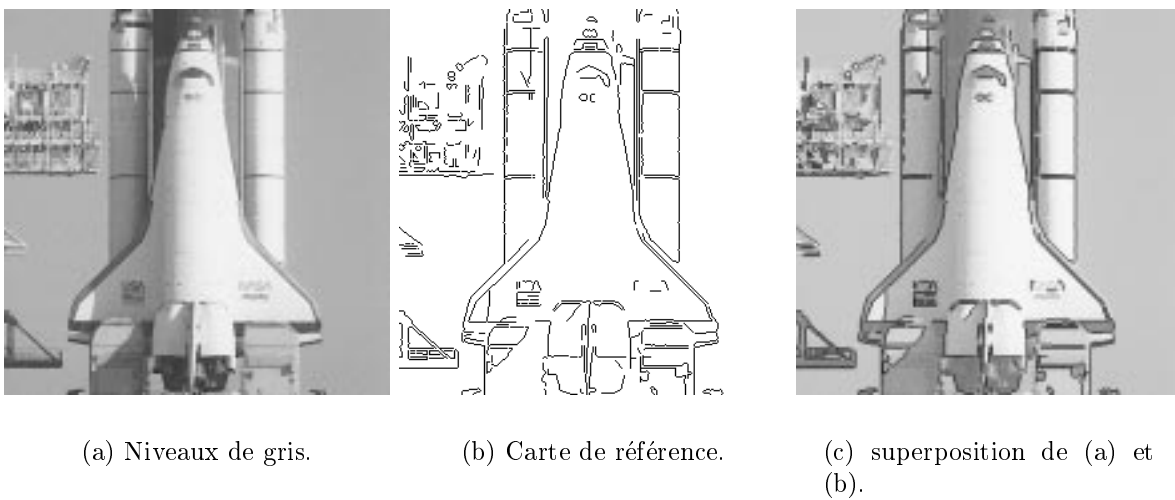 (a) Niveaux de gris.
(b) Carte de référence.
(c) superposition de (a) et
(b).